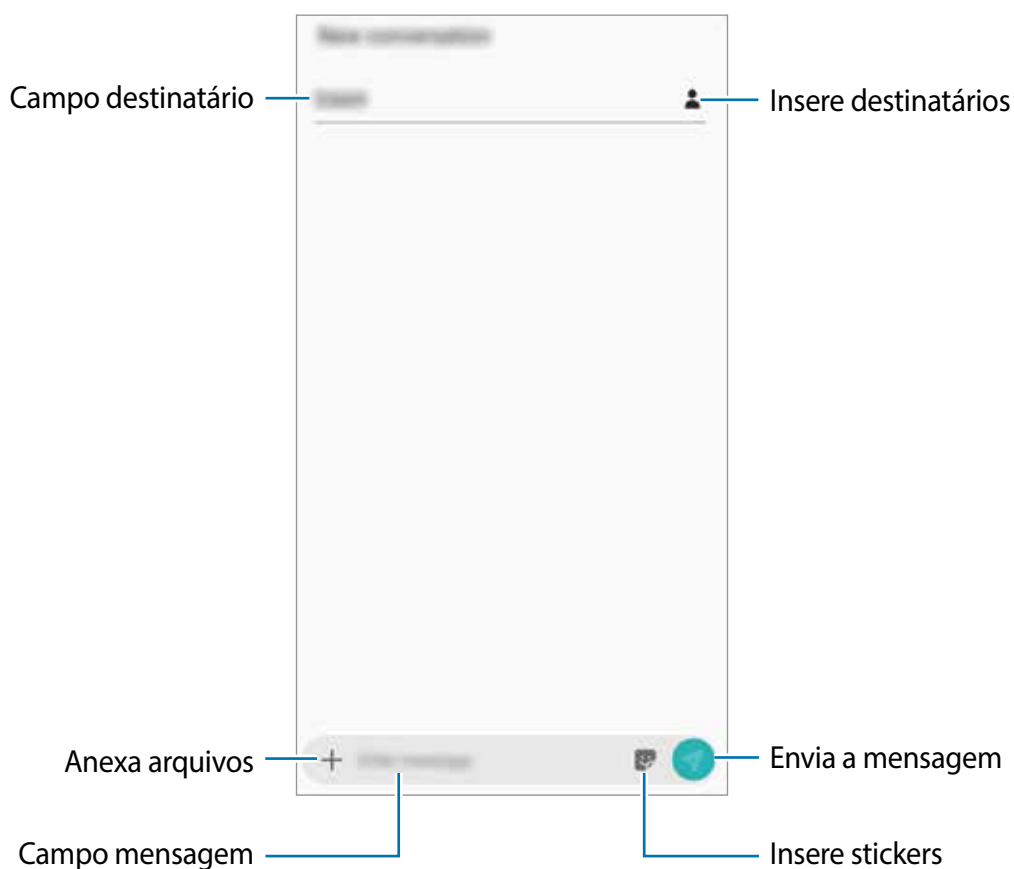 Campo destinatário
Insere destinatários
Anexa arquivos
Envia a mensagem
Campo mensagem
Insere stickers